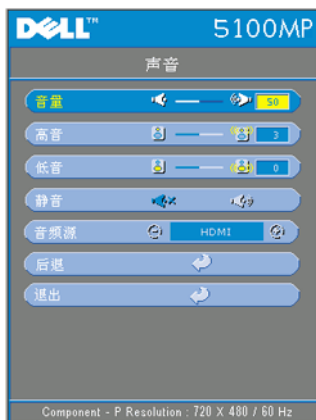 DELL™ 5100MP
声音
音量 50
高音 3
低音 0
静音
音频源 HDMI
后退
退出
Component - P Resolution : 720 X 480 / 60 Hz